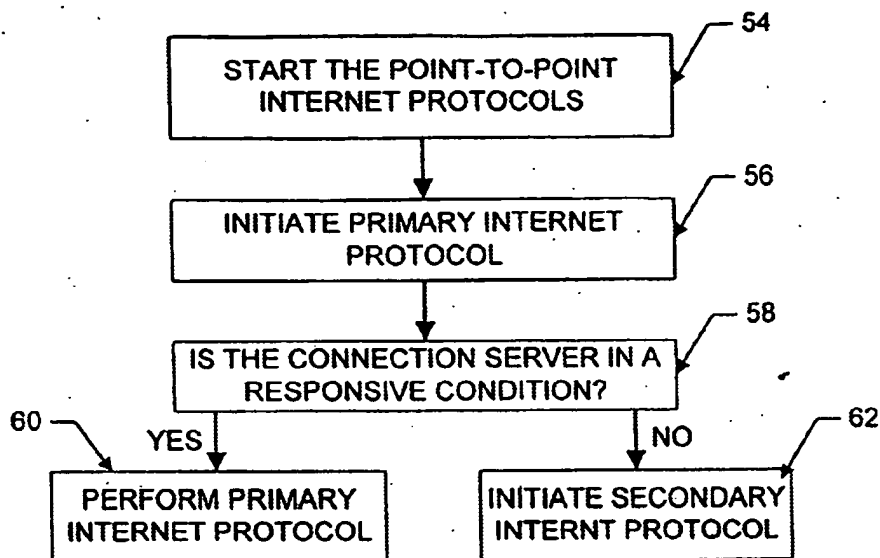 54
START THE POINT-TO-POINT
INTERNET PROTOCOLS
56
INITIATE PRIMARY INTERNET
PROTOCOL
58
IS THE CONNECTION SERVER IN A
RESPONSIVE CONDITION?
60
YES
NO
62
PERFORM PRIMARY
INTERNET PROTOCOL
INITIATE SECONDARY
INTERNT PROTOCOL